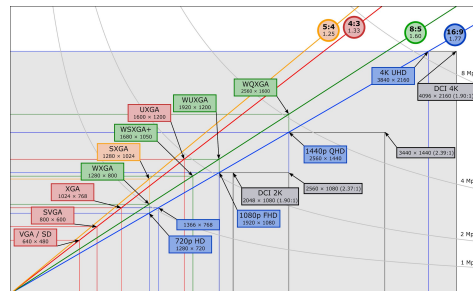 5:4
1.25
4:3
1.33
8:5
1.60
16:9
1.77
WQXGA
2560 × 1600
4K UHD
3840 × 2160
8 Mp
DCI 4K
4096 × 2160 (1.90:1)
WUXGA
1920 × 1200
UXGA
1600 × 1200
WSXGA+
1680 × 1050
SXGA
1280 × 1024
1440p QHD
2560 × 1440
3440 × 1440 (2.39:1)
WXGA
1280 × 800
4 Mp
XGA
1024 × 768
DCI 2K
2048 × 1080 (1.90:1)
2560 × 1080 (2.37:1)
SVGA
800 × 600
1366 × 768
1080p FHD
1920 × 1080
VGA / SD
640 × 480
720p HD
1280 × 720
2 Mp
1 Mp